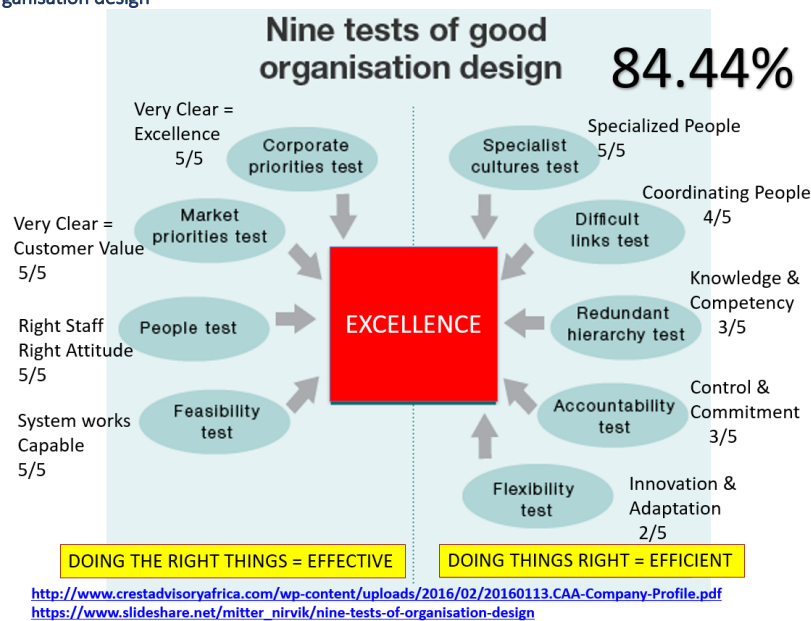 ganisation design
Nine tests of good
organisation design
84.44%
Very Clear =
Excellence
5/5
Corporate
priorities test
Specialist
cultures test
Specialized People
5/5
Very Clear =
Customer Value
5/5
Market
priorities test
Difficult
links test
Coordinating People
4/5
Right Staff
Right Attitude
5/5
People test
EXCELLENCE
Redundant
hierarchy test
Knowledge &
Competency
3/5
System works
Capable
5/5
Feasibility
test
Accountability
test
Control &
Commitment
3/5
Flexibility
test
Innovation &
Adaptation
2/5
DOING THE RIGHT THINGS = EFFECTIVE
DOING THINGS RIGHT = EFFICIENT
http://www.crestadvisoryafrica.com/wp-content/uploads/2016/02/20160113.CAA-Company-Profile.pdf
https://www.slideshare.net/mitter_nirvik/nine-tests-of-organisation-design